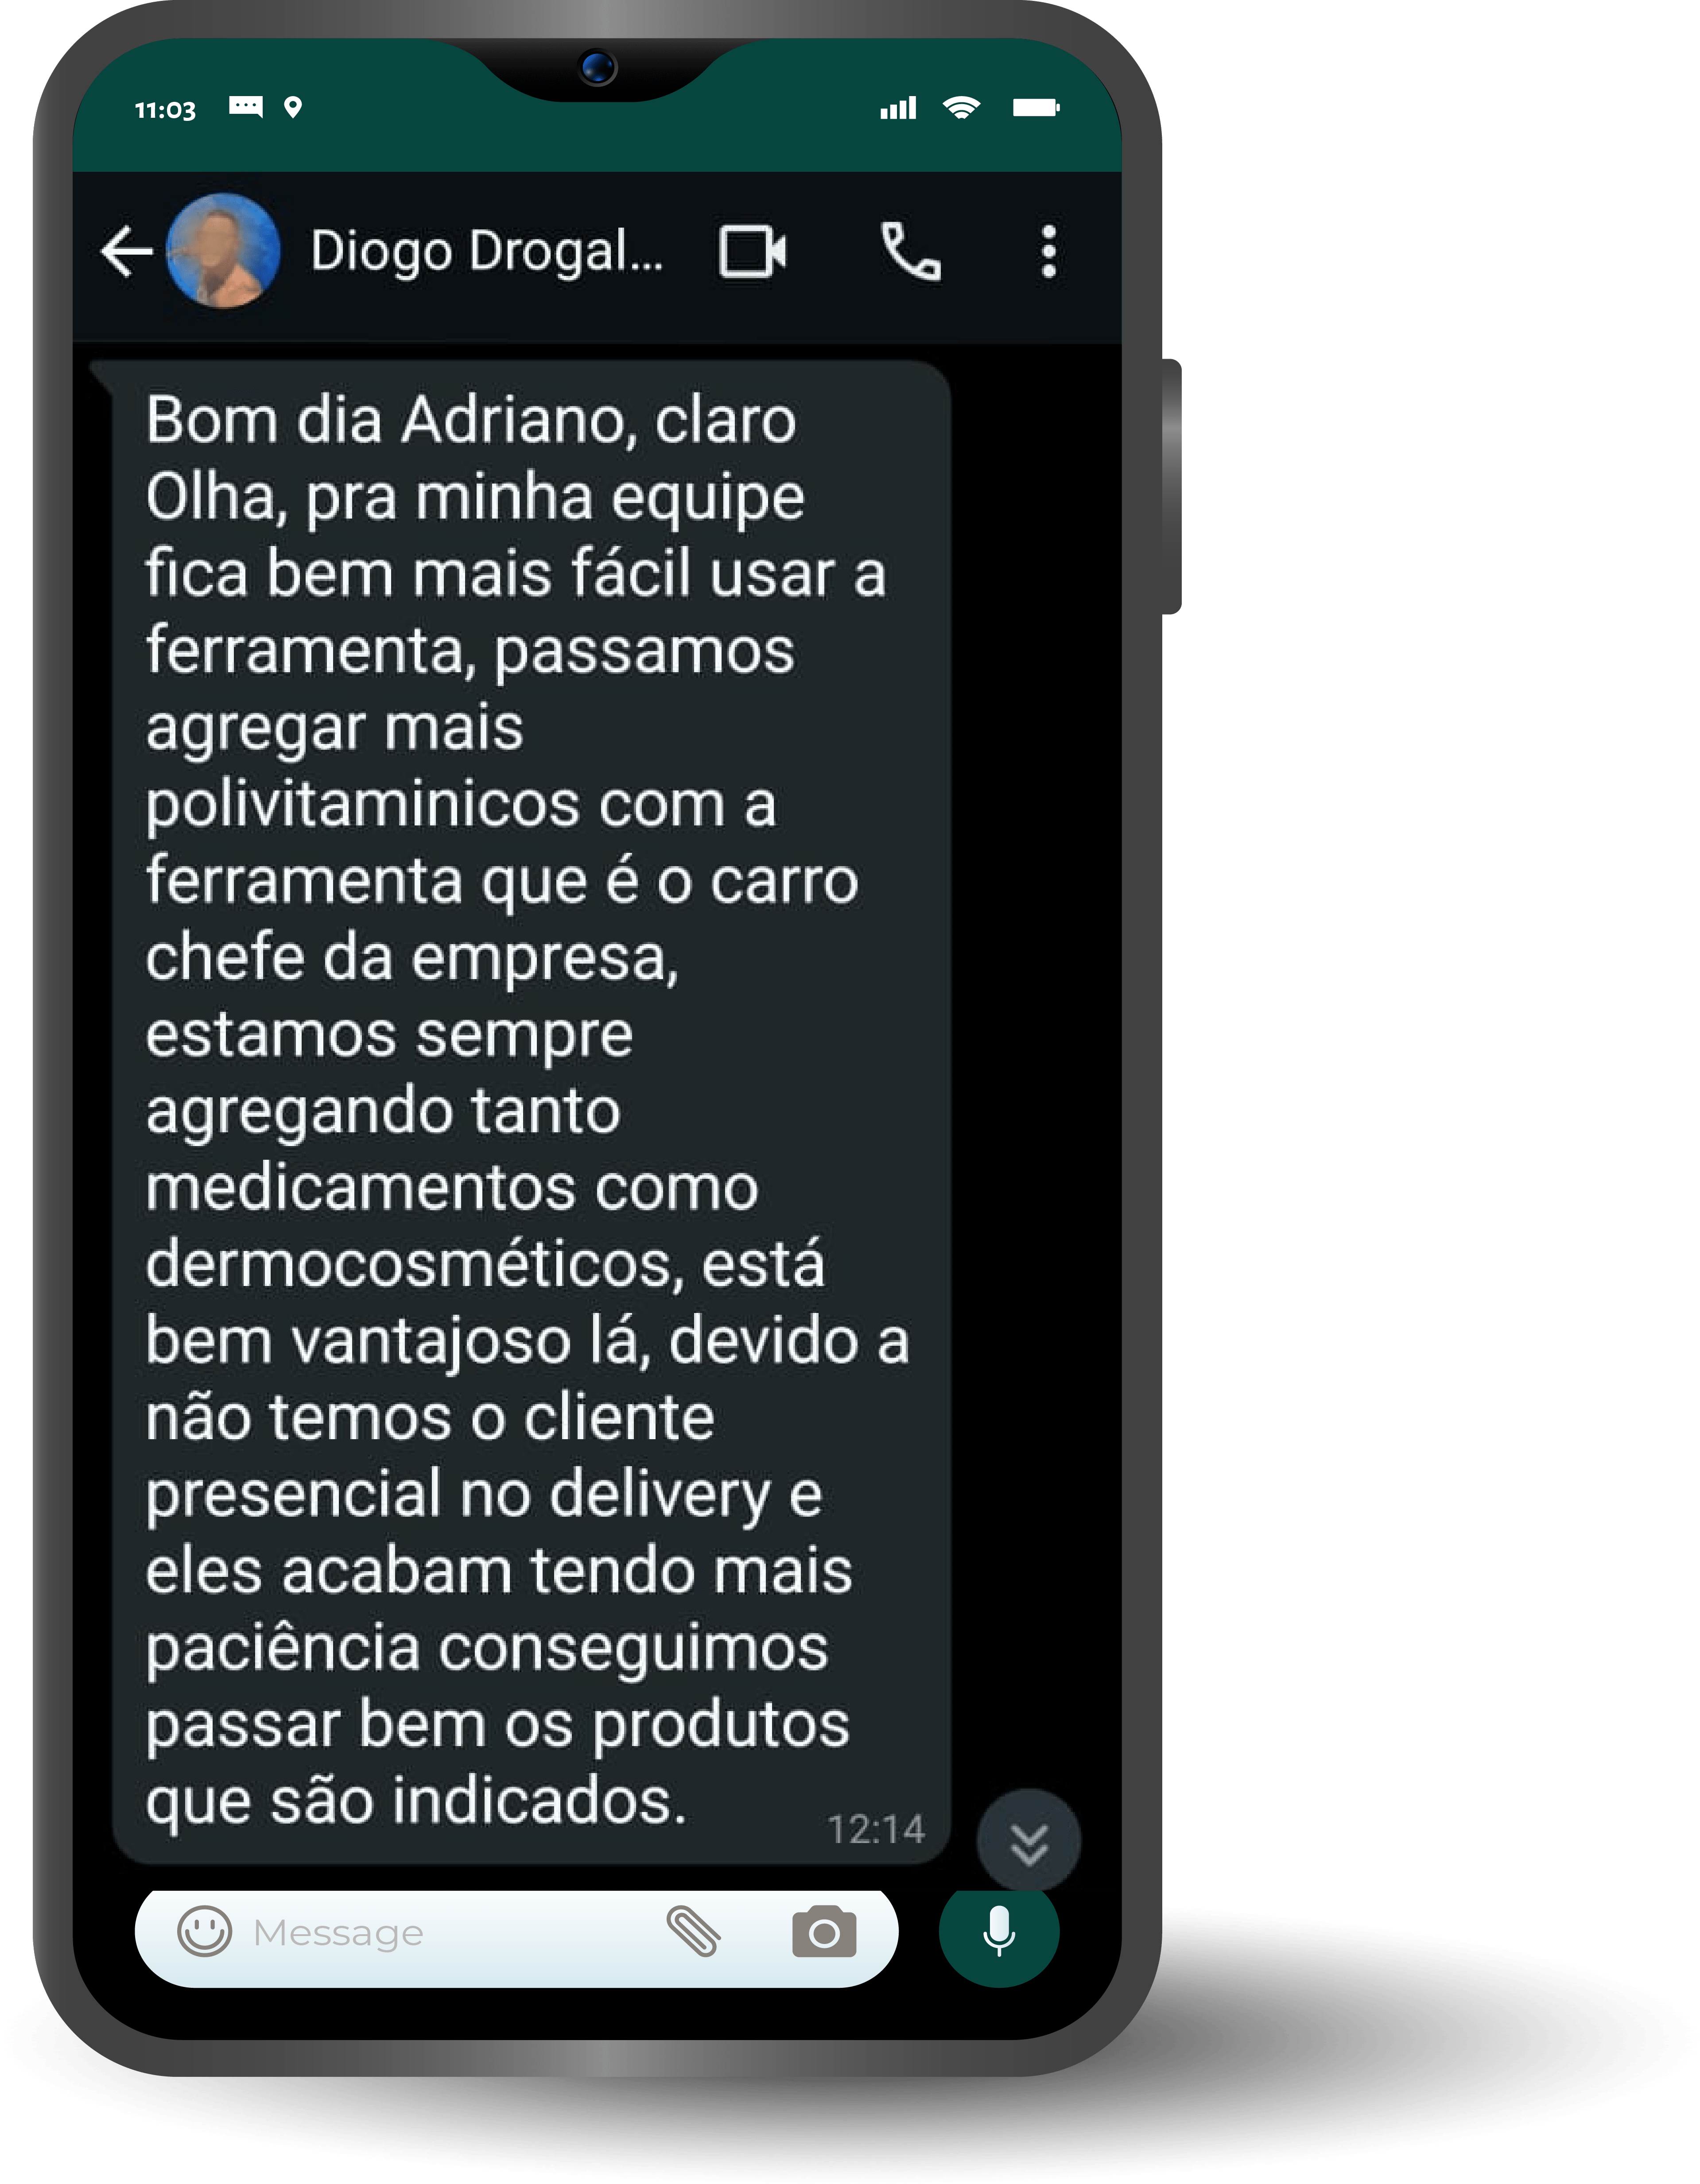 11:03
Diogo Drogal...
Bom dia Adriano, claro
Olha, pra minha equipe
fica bem mais fácil usar a
ferramenta, passamos
agregar mais
polivitaminicos com a
ferramenta que é o carro
chefe da empresa,
estamos sempre
agregando tanto
medicamentos como
dermocosméticos, está
bem vantajoso lá, devido a
não temos o cliente
presencial no delivery e
eles acabam tendo mais
paciência conseguimos
passar bem os produtos
que são indicados.
12:14
Message